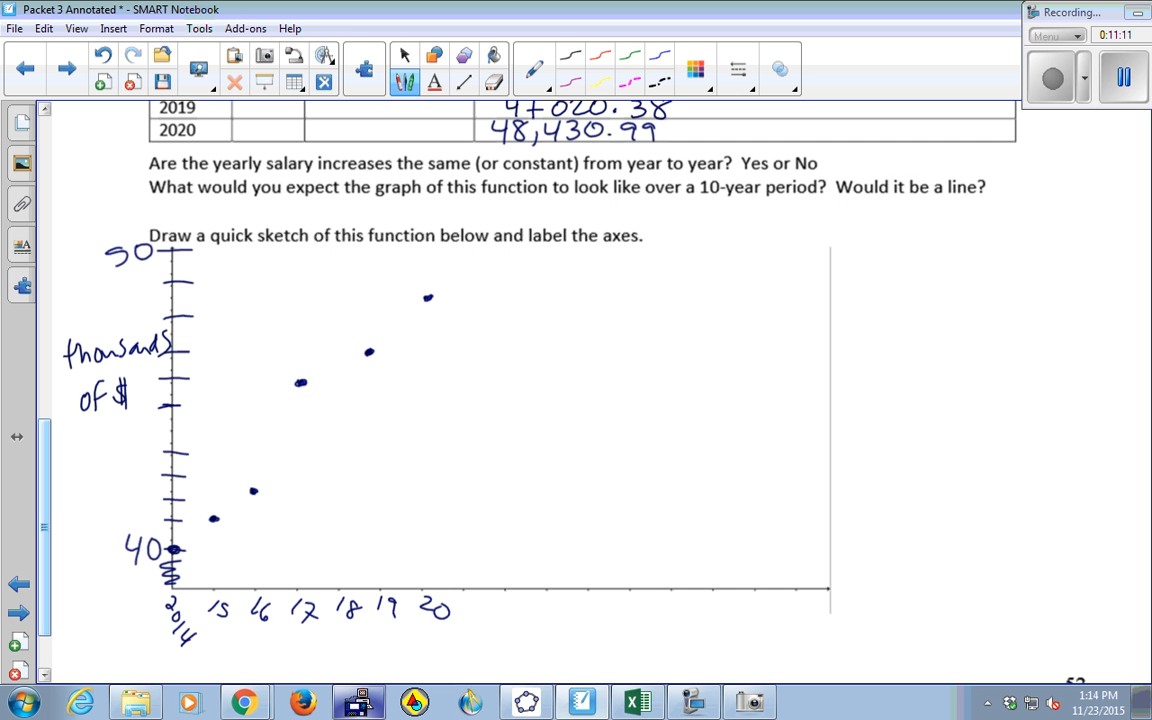 Packet 3 Annotated * - SMART Notebook
Recording...
File Edit View Insert Format Tools Add-ons Help
Menu
0:11:11
2019 47020.38
2020 48,430.99
Are the yearly salary increases the same (or constant) from year to year? Yes or No
What would you expect the graph of this function to look like over a 10-year period? Would it be a line?
Draw a quick sketch of this function below and label the axes.
50
thousands
of $
40
2014 15 16 17 18 19 20
1:14 PM
11/23/2015